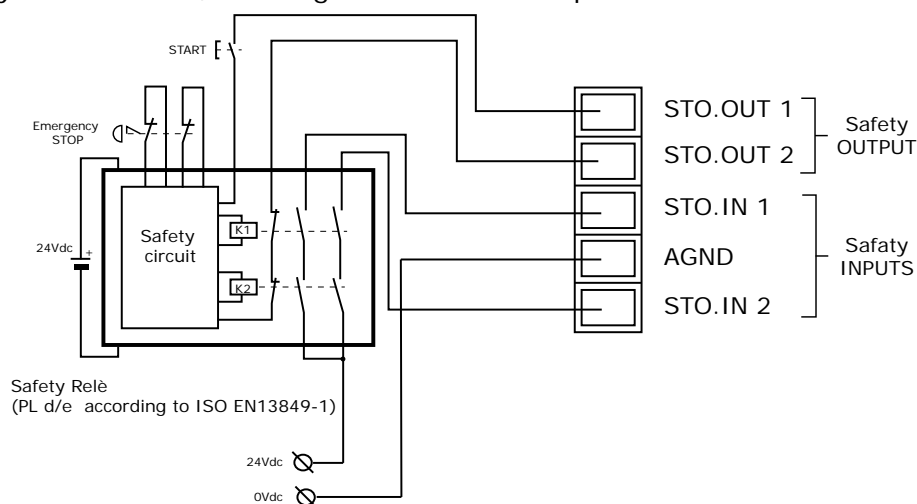 START
Emergency
STOP
24Vdc
+
Safety
circuit
K1
K2
STO.OUT 1
STO.OUT 2
STO.IN 1
AGND
STO.IN 2
Safety
OUTPUT
Safaty
INPUTS
Safety Relè
(PL d/e according to ISO EN13849-1)
24Vdc
0Vdc